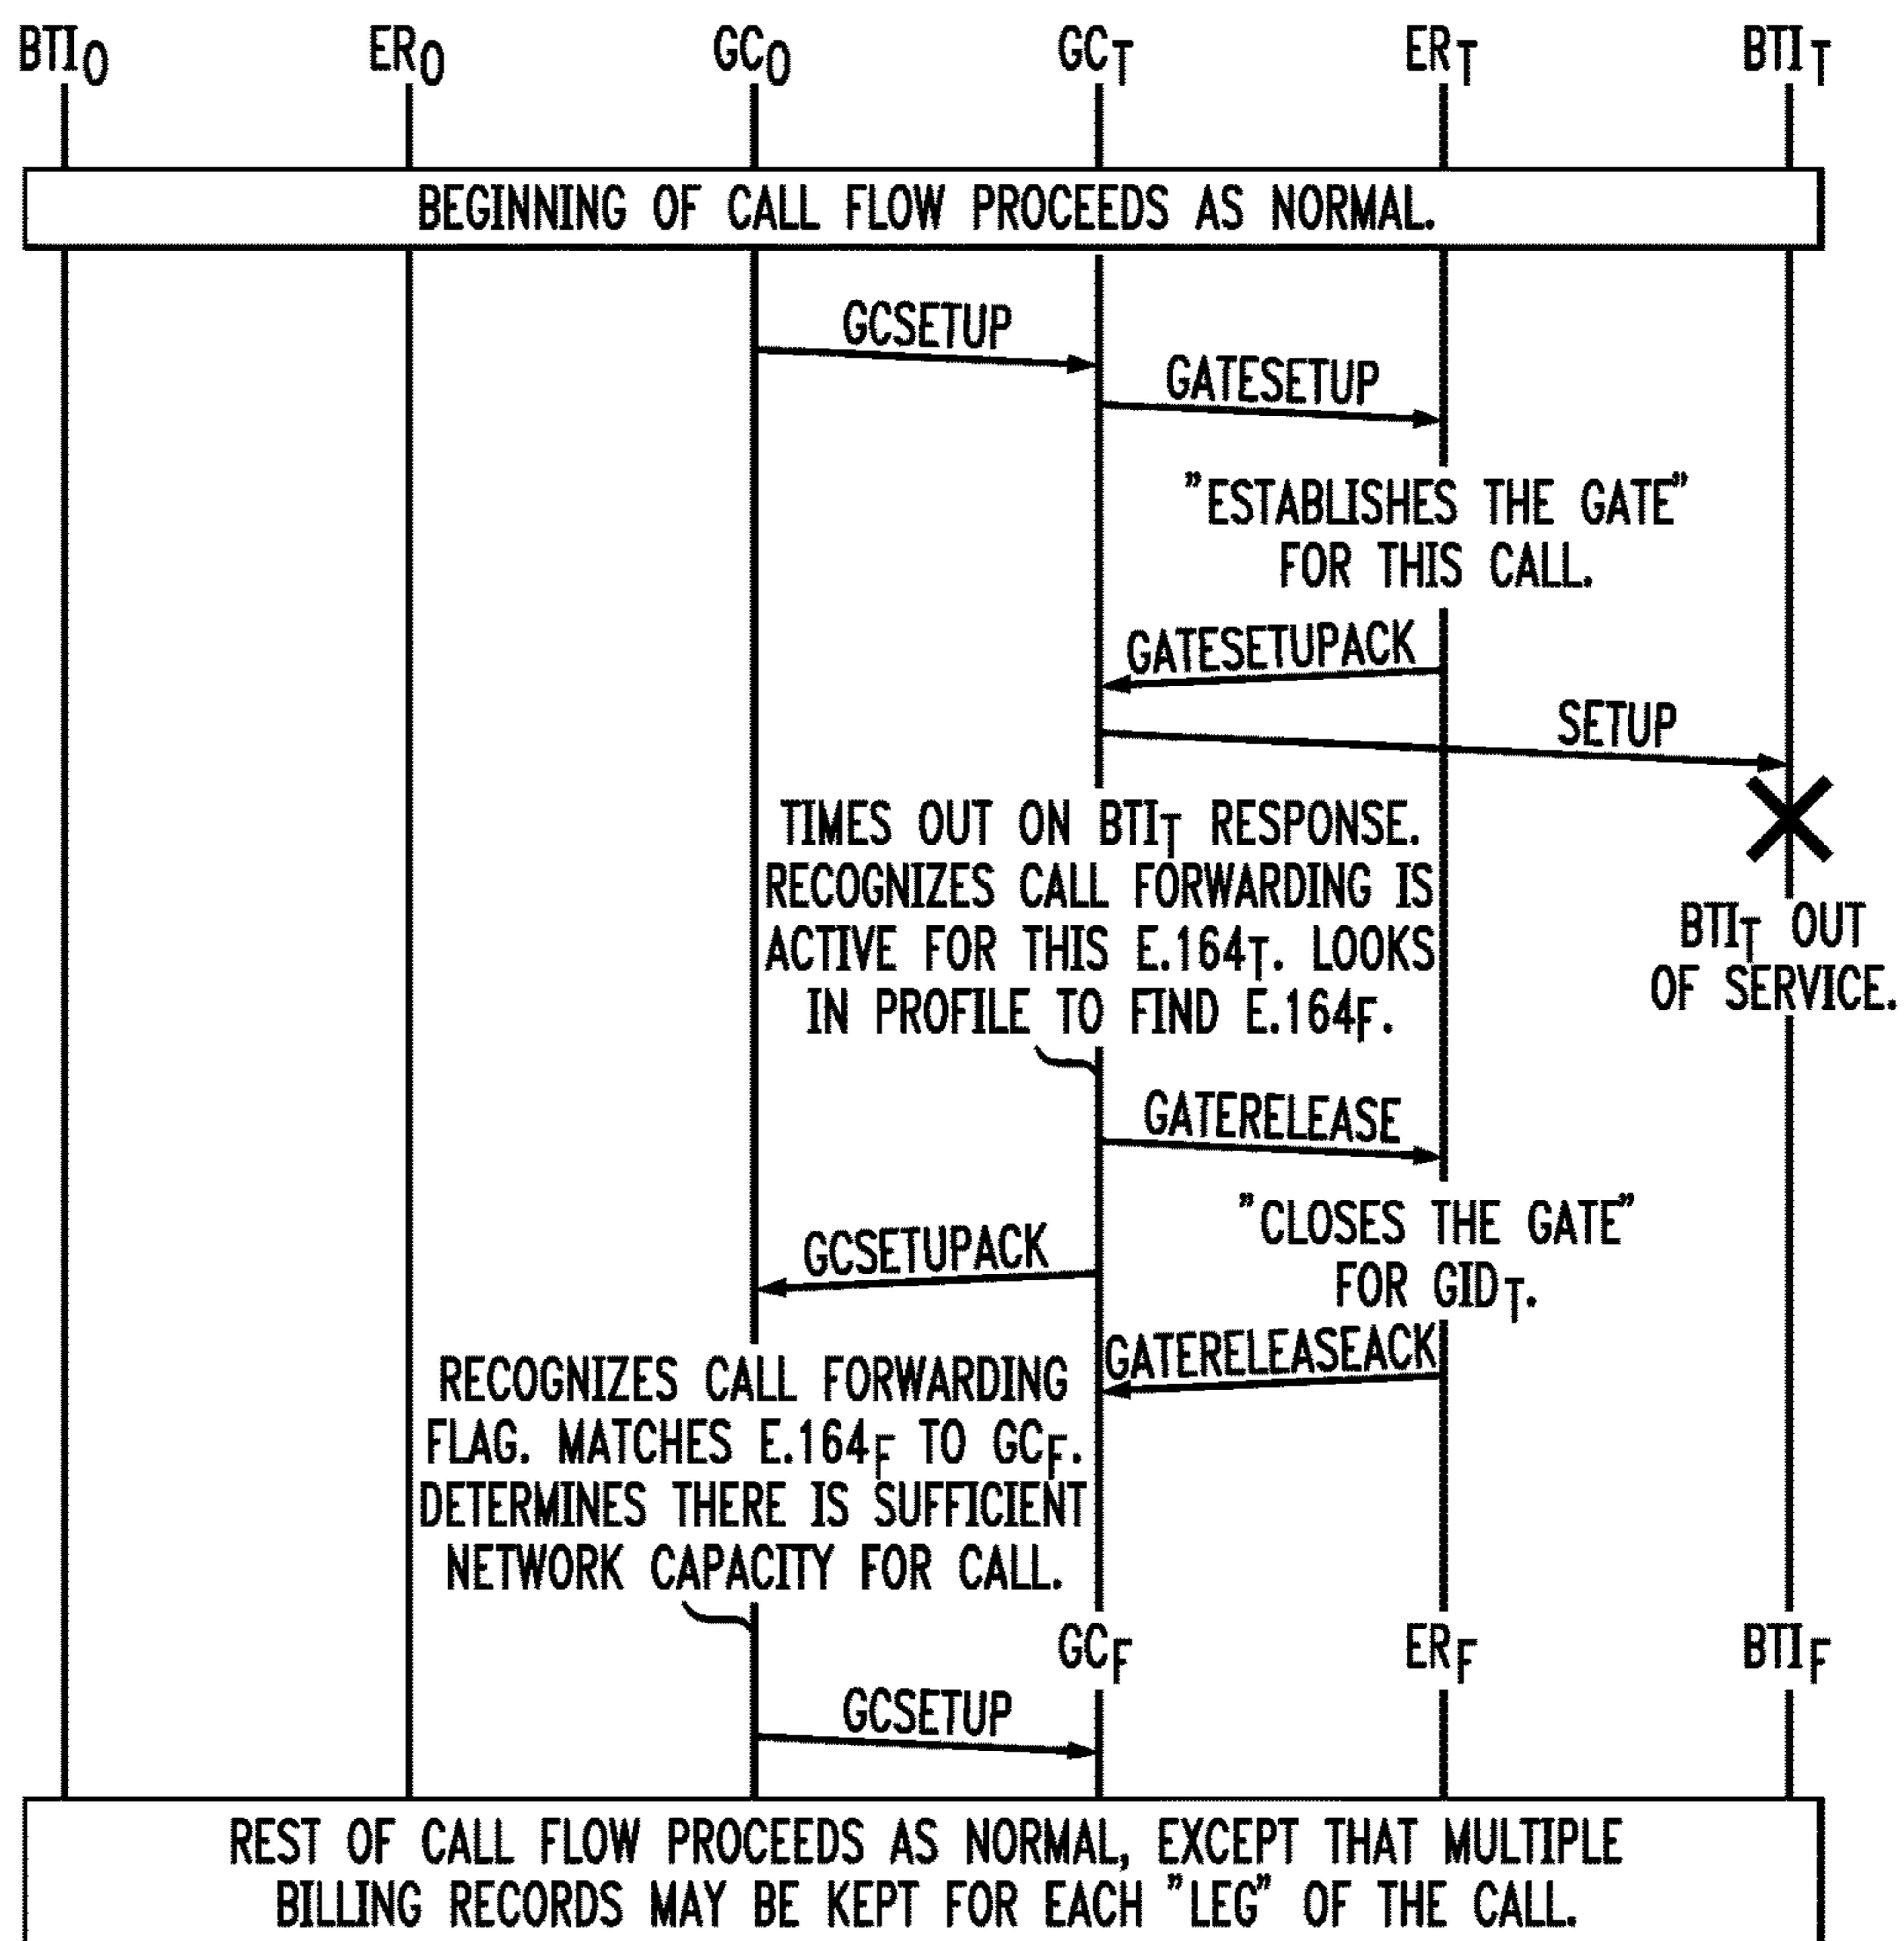 BTIO ERO GCO GCT ERT BTIT
BEGINNING OF CALL FLOW PROCEEDS AS NORMAL.
GCSETUP
GATESETUP
"ESTABLISHES THE GATE"
FOR THIS CALL.
GATESETUPACK
SETUP
TIMES OUT ON BTIT RESPONSE.
RECOGNIZES CALL FORWARDING IS
ACTIVE FOR THIS E.164T. LOOKS
IN PROFILE TO FIND E.164F.
BTIT OUT
OF SERVICE.
GATERELEASE
"CLOSES THE GATE"
FOR GIDT.
GCSETUPACK
GATERELEASEACK
RECOGNIZES CALL FORWARDING
FLAG. MATCHES E.164F TO GCF.
DETERMINES THERE IS SUFFICIENT
NETWORK CAPACITY FOR CALL.
GCF ERF BTIF
GCSETUP
REST OF CALL FLOW PROCEEDS AS NORMAL, EXCEPT THAT MULTIPLE
BILLING RECORDS MAY BE KEPT FOR EACH "LEG" OF THE CALL.